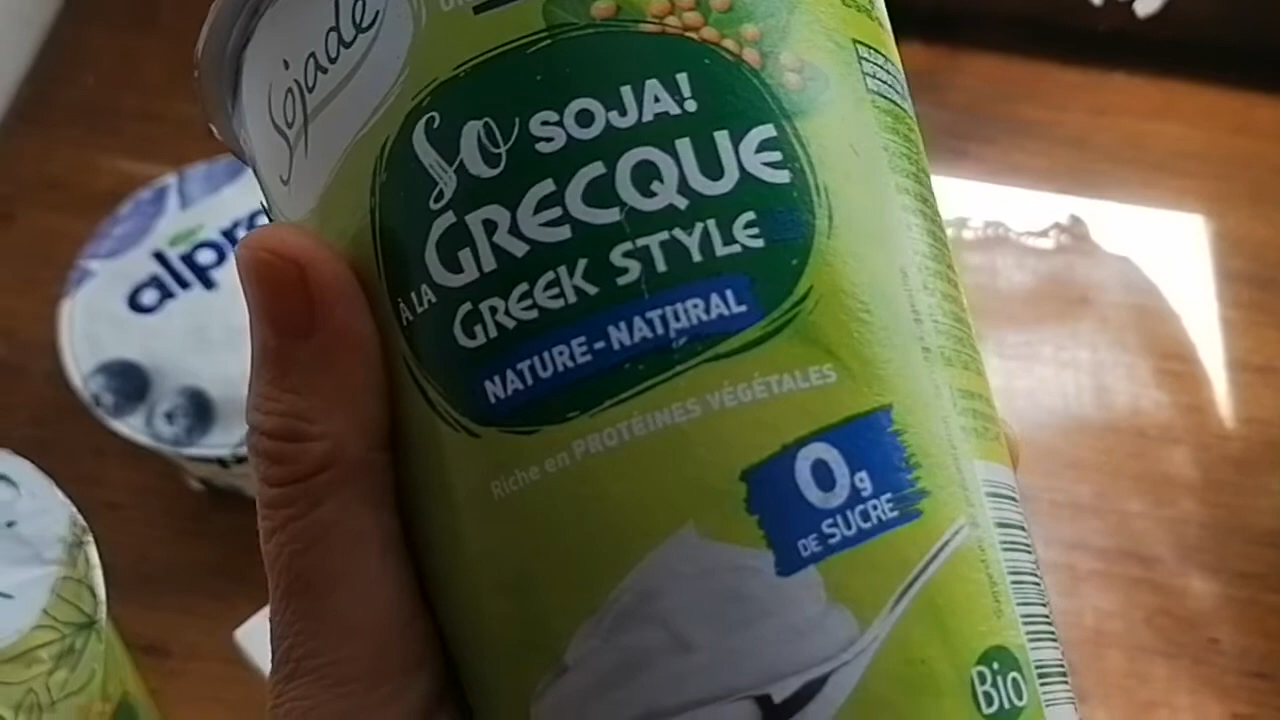 Sojade
So SOJA!
À LA GRECQUE
GREEK STYLE
NATURE-NATURAL
Riche en PROTÉINES VÉGÉTALES
0g
DE SUCRE
Bio
alpro